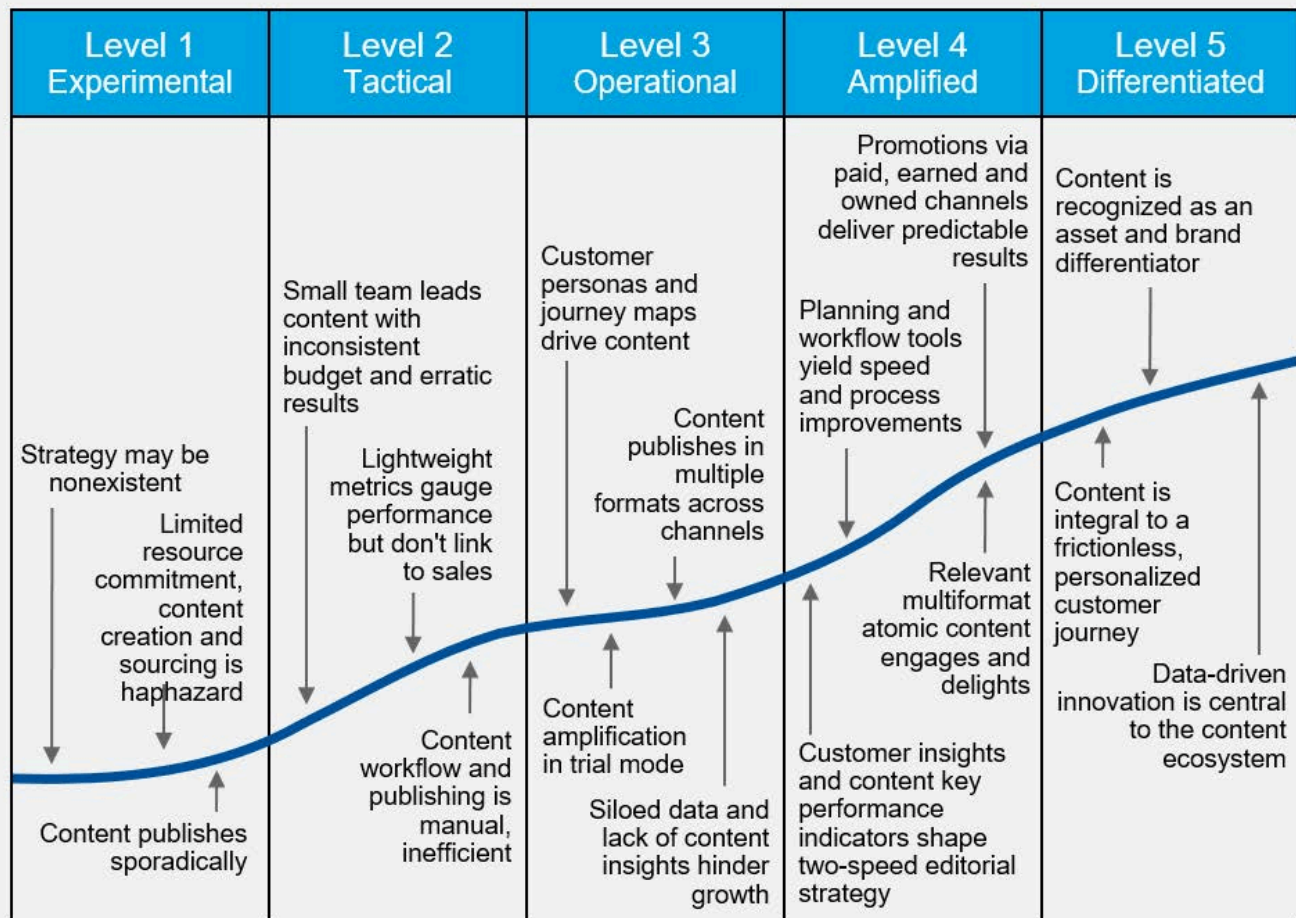 Level 1
Experimental
Level 2
Tactical
Level 3
Operational
Level 4
Amplified
Level 5
Differentiated
Strategy may be
nonexistent
Limited
resource
commitment,
content
creation and
sourcing is
haphazard
Content publishes
sporadically
Small team leads
content with
inconsistent
budget and erratic
results
Lightweight
metrics gauge
performance
but don't link
to sales
Content
workflow and
publishing is
manual,
inefficient
Customer
personas and
journey maps
drive content
Content
publishes in
multiple
formats across
channels
Content
amplification
in trial mode
Siloed data and
lack of content
insights hinder
growth
Promotions via
paid, earned and
owned channels
deliver predictable
results
Planning and
workflow tools
yield speed
and process
improvements
Relevant
multiformat
atomic content
engages and
delights
Customer insights
and content key
performance
indicators shape
two-speed editorial
strategy
Content is
recognized as an
asset and brand
differentiator
Content is
integral to a
frictionless,
personalized
customer
journey
Data-driven
innovation is central
to the content
ecosystem